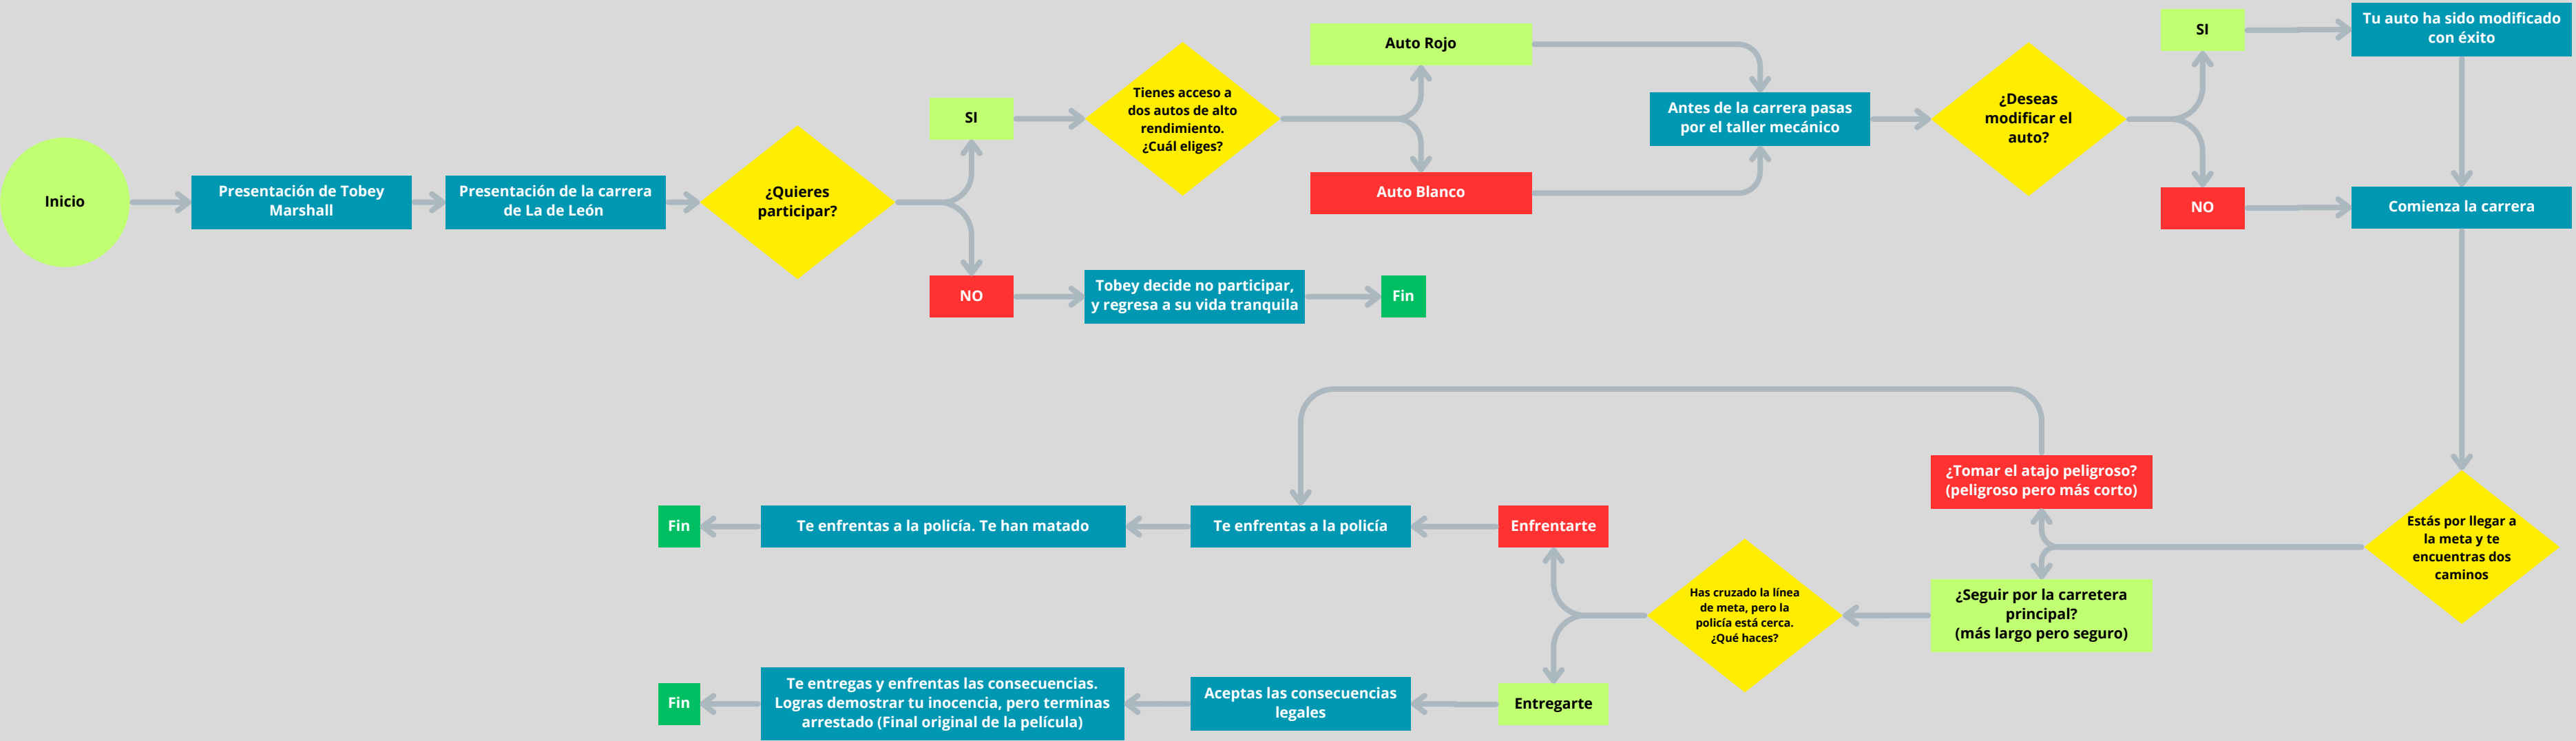 Inicio
Presentación de Tobey
Marshall
Presentación de la carrera
de La de León
¿Quieres
participar?
SI
Tienes acceso a
dos autos de alto
rendimiento.
¿Cuál eliges?
Auto Rojo
Auto Blanco
NO
Tobey decide no participar,
y regresa a su vida tranquila
Fin
Antes de la carrera pasas
por el taller mecánico
¿Deseas
modificar el
auto?
SI
Tu auto ha sido modificado
con éxito
NO
Comienza la carrera
Estás por llegar a
la meta y te
encuentras dos
caminos
¿Tomar el atajo peligroso?
(peligroso pero más corto)
¿Seguir por la carretera
principal?
(más largo pero seguro)
Has cruzado la línea
de meta, pero la
policía está cerca.
¿Qué haces?
Enfrentarte
Te enfrentas a la policía
Te enfrentas a la policía. Te han matado
Fin
Entregarte
Aceptas las consecuencias
legales
Te entregas y enfrentas las consecuencias.
Logras demostrar tu inocencia, pero terminas
arrestado (Final original de la película)
Fin